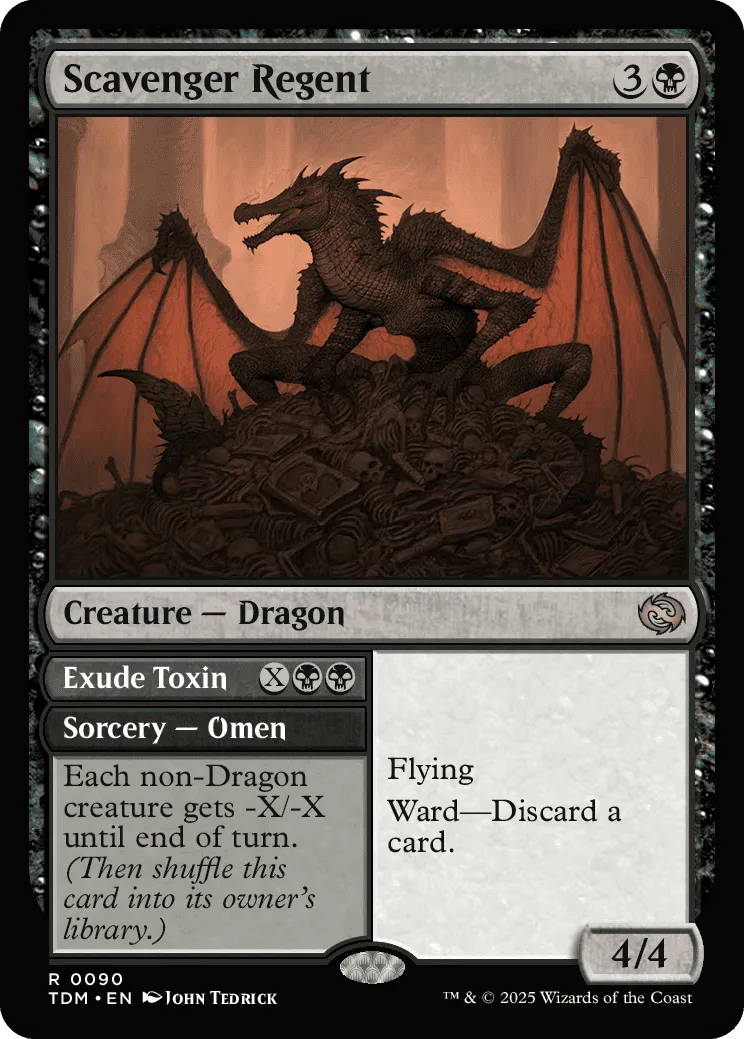 Scavenger Regent 3
Creature — Dragon
Exude Toxin X
Sorcery — Omen
Each non-Dragon
creature gets -X/-X
until end of turn.
(Then shuffle this
card into its owner's
library.)
Flying
Ward—Discard a
card.
4/4
R 0090
TDM • EN John Tedrick
™ & © 2025 Wizards of the Coast